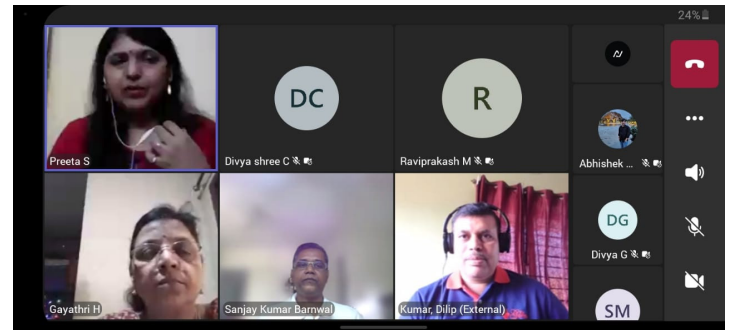 24%
DC
R
Preeta S
Divya shree C
Raviprakash M
Abhishek ...
DG
Divya G
Gayathri H
Sanjay Kumar Barnwal
Kumar, Dilip (External)
SM